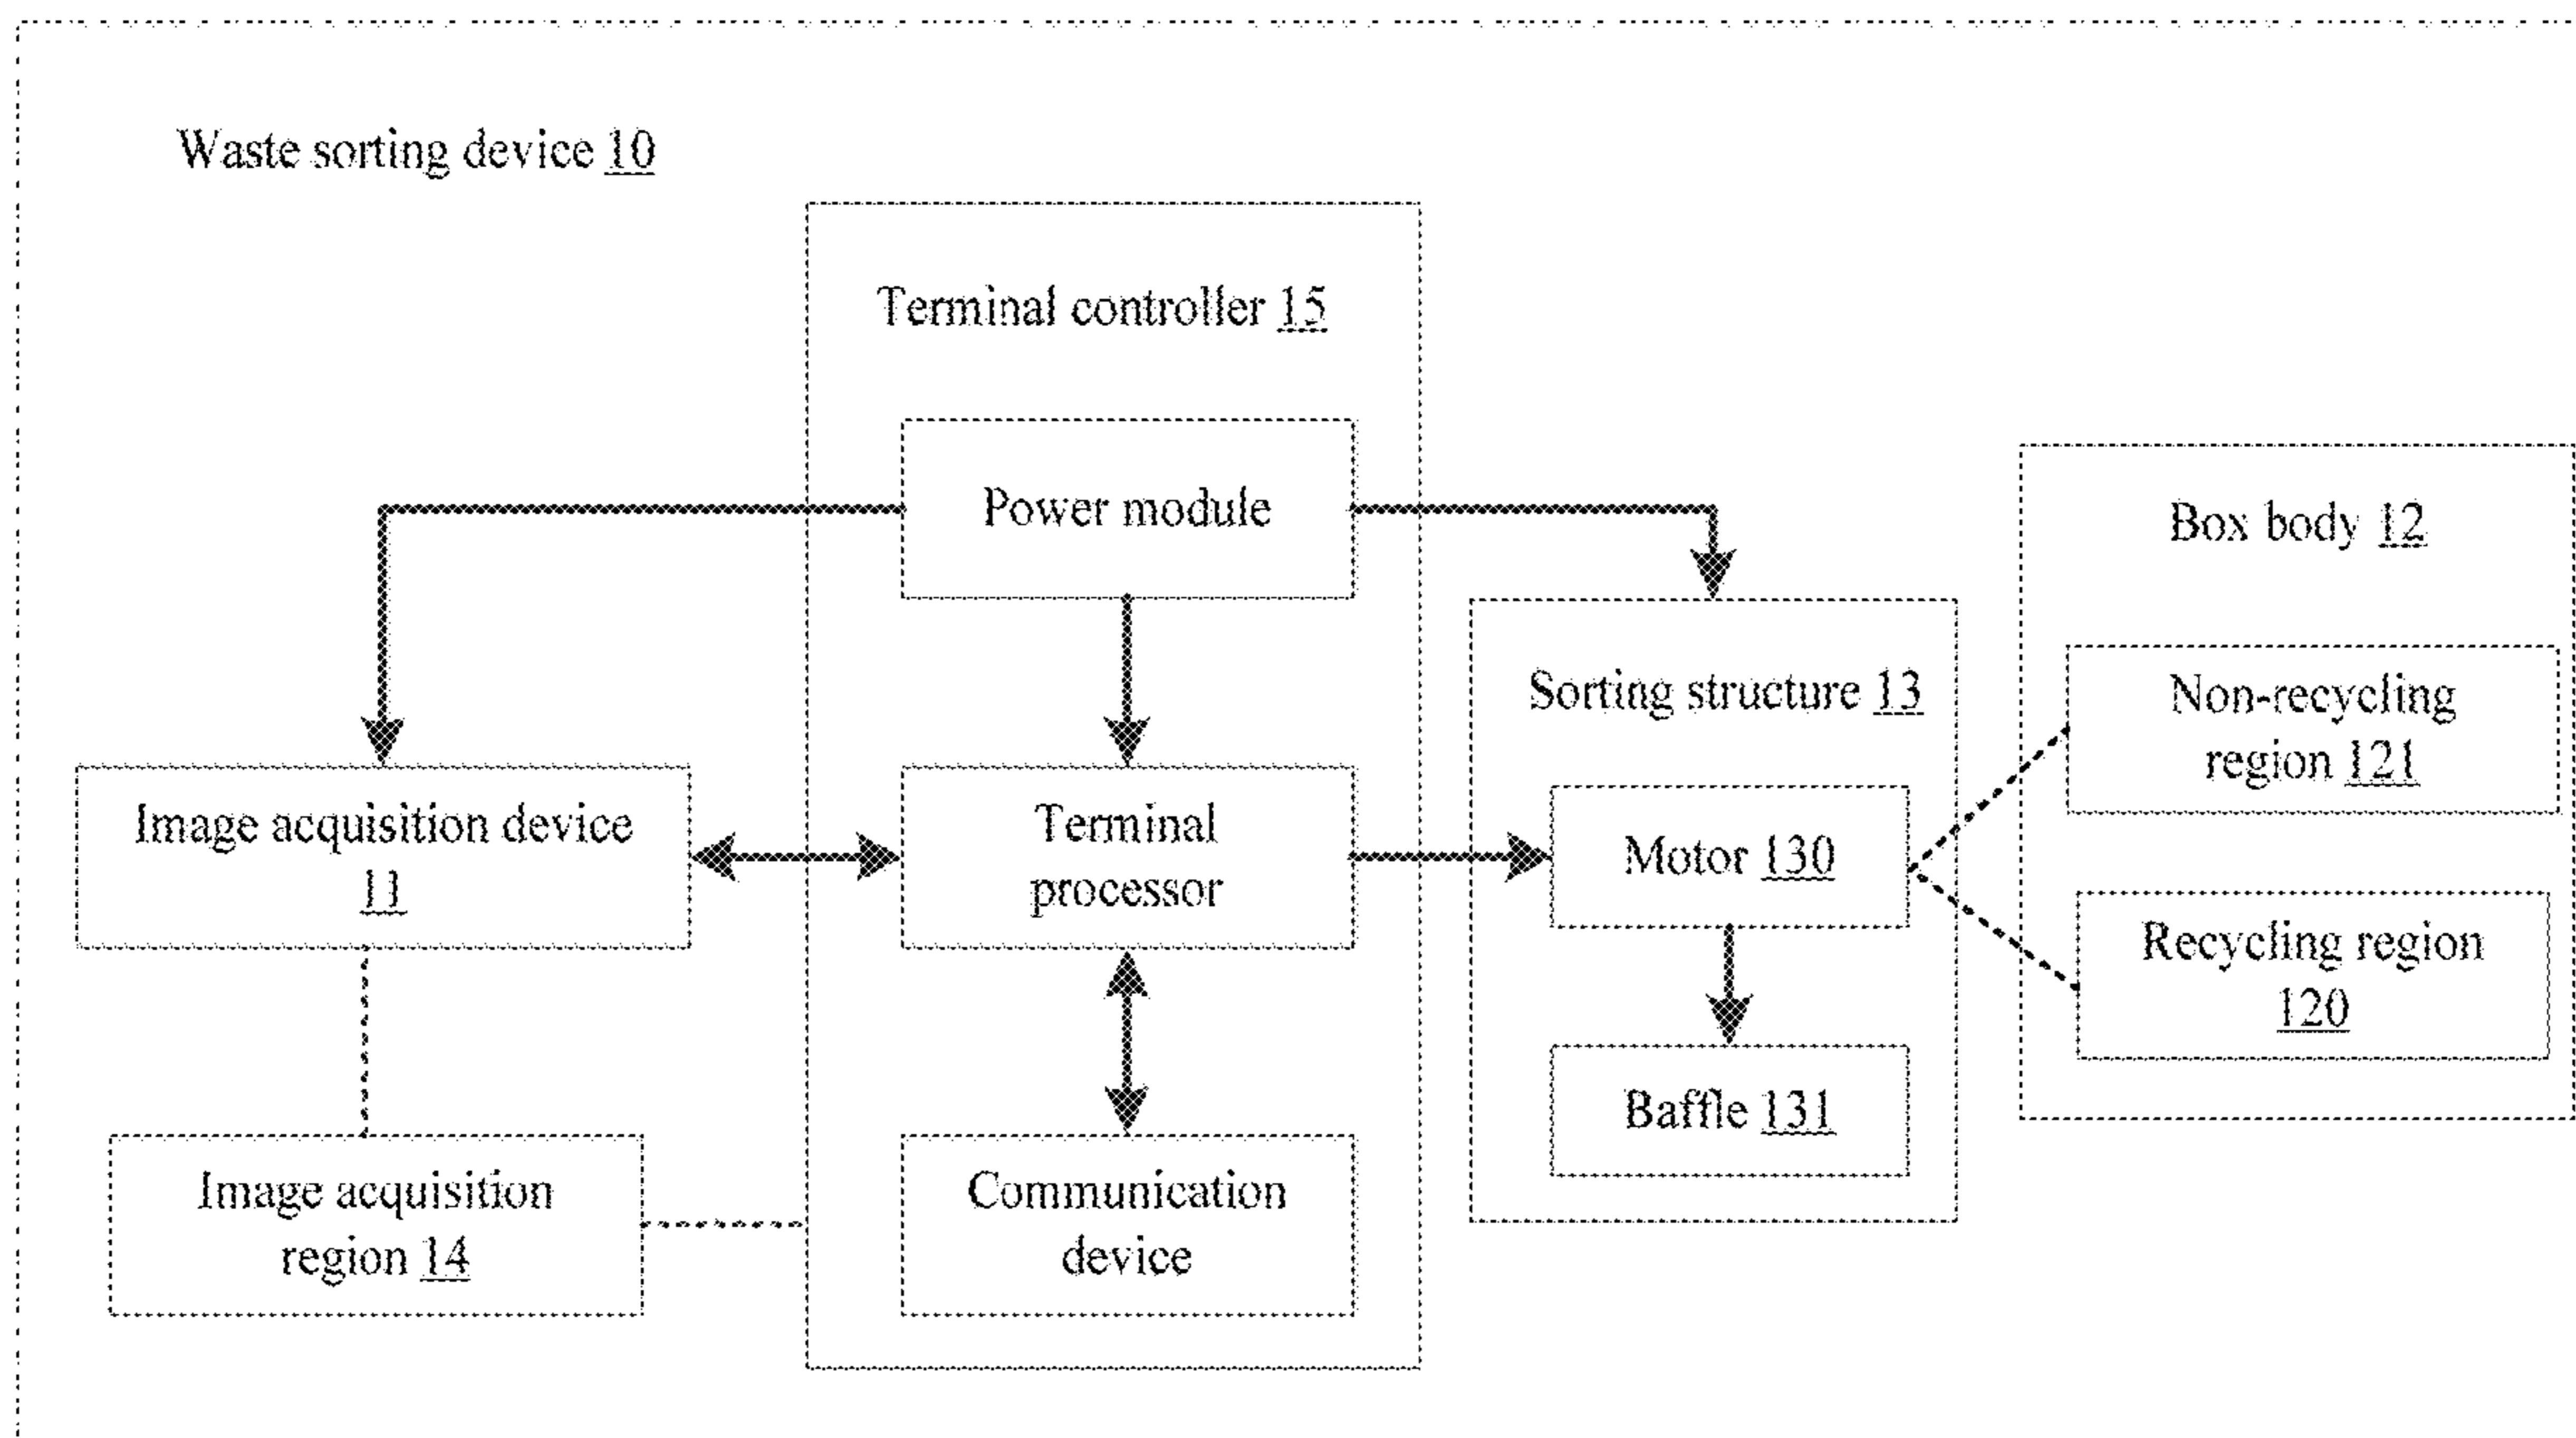 Waste sorting device 10
Terminal controller 15
Power module
Box body 12
Sorting structure 13
Non-recycling
region 121
Image acquisition device
11
Terminal
processor
Motor 130
Recycling region
120
Baffle 131
Image acquisition
region 14
Communication
device